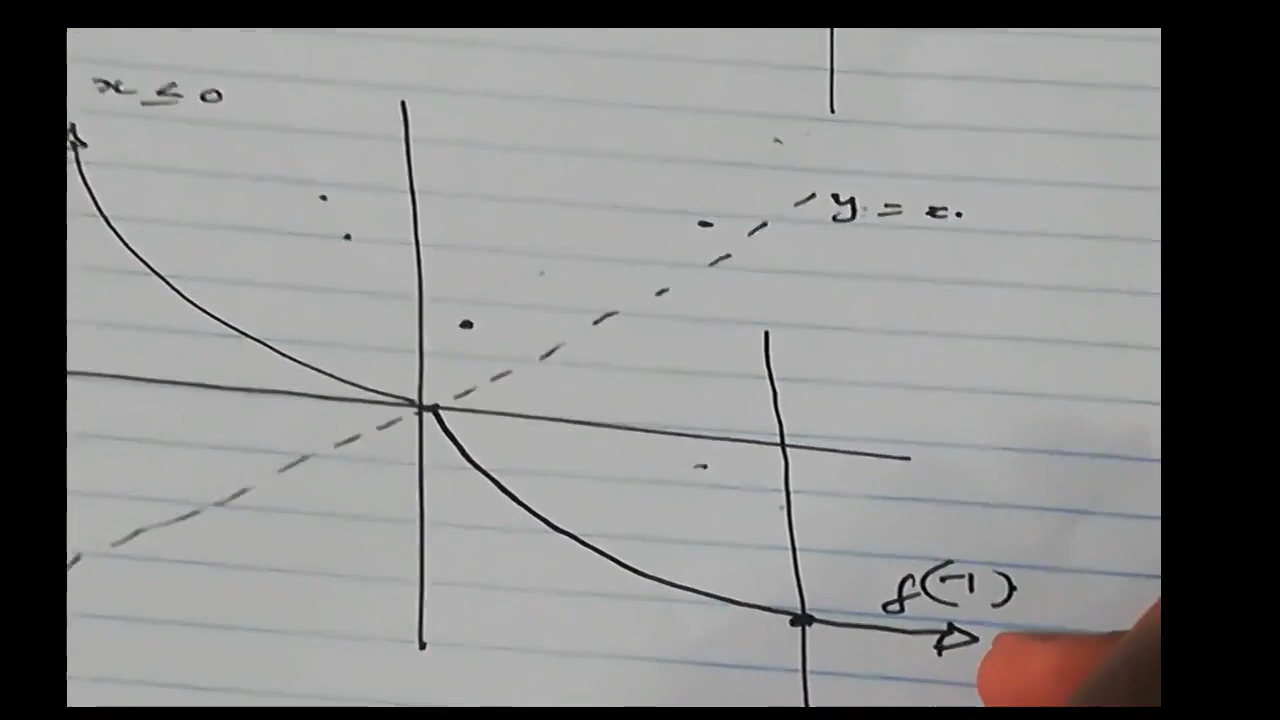 x ≤ 0
y = x.
f(-1)